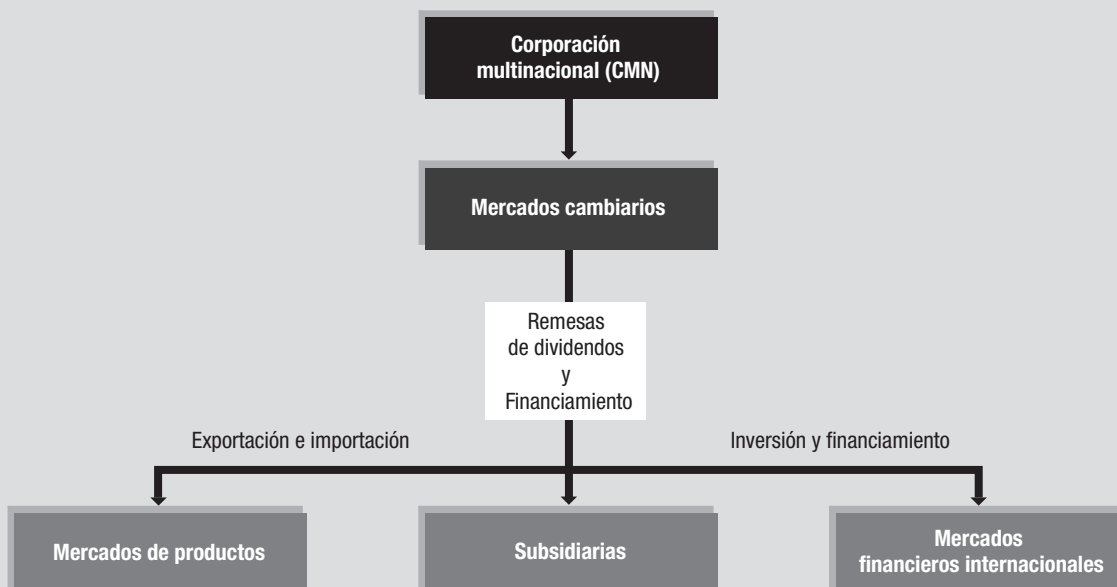 Corporación
multinacional (CMN)
Mercados cambiarios
Remesas
de dividendos
y
Financiamiento
Exportación e importación
Inversión y financiamiento
Mercados de productos
Subsidiarias
Mercados
financieros internacionales